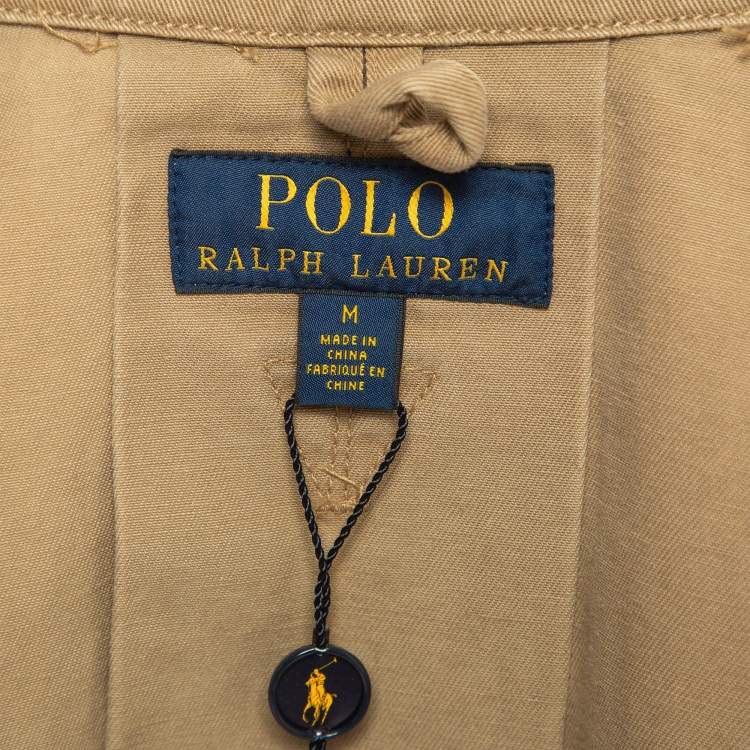 POLO
RALPH LAUREN
M
MADE IN
CHINA
FABRIQUÉ EN
CHINE